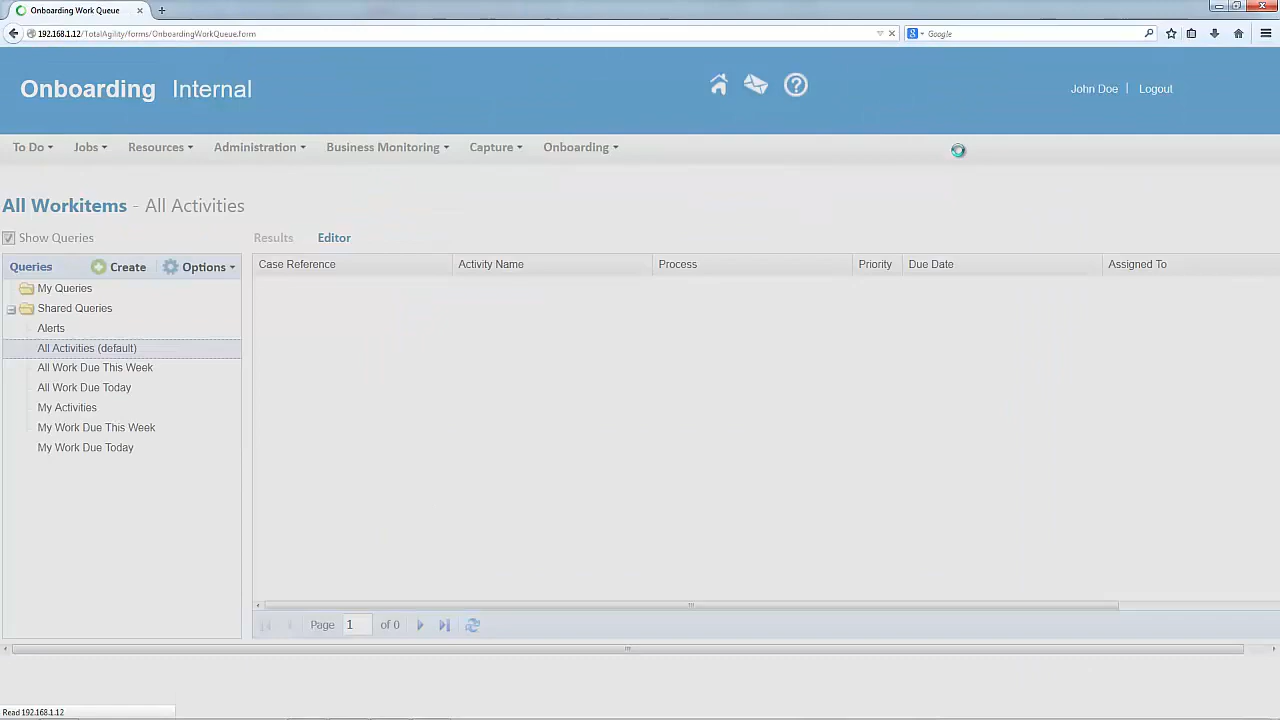 Onboarding Work Queue
192.168.1.12/TotalAgility/forms/OnboardingWorkQueue.form
Google
Onboarding Internal
John Doe | Logout
To Do Jobs Resources Administration Business Monitoring Capture Onboarding
All Workitems - All Activities
Show Queries
Results Editor
Queries Create Options
Case Reference Activity Name Process Priority Due Date Assigned To
My Queries
Shared Queries
Alerts
All Activities (default)
All Work Due This Week
All Work Due Today
My Activities
My Work Due This Week
My Work Due Today
Page 1 of 0
Read 192.168.1.12